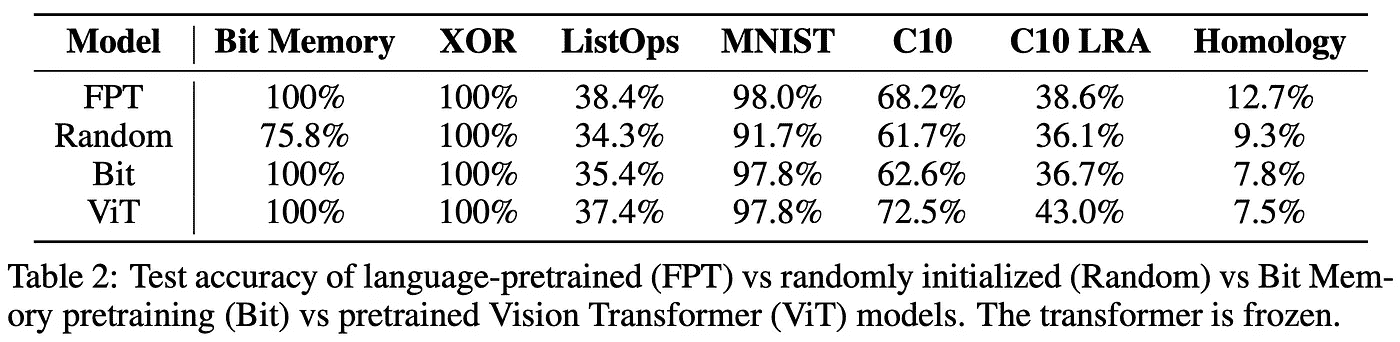 Model Bit Memory XOR ListOps MNIST C10 C10 LRA Homology
FPT 100% 100% 38.4% 98.0% 68.2% 38.6% 12.7%
Random 75.8% 100% 34.3% 91.7% 61.7% 36.1% 9.3%
Bit 100% 100% 35.4% 97.8% 62.6% 36.7% 7.8%
ViT 100% 100% 37.4% 97.8% 72.5% 43.0% 7.5%
Table 2: Test accuracy of language-pretrained (FPT) vs randomly initialized (Random) vs Bit Mem-
ory pretraining (Bit) vs pretrained Vision Transformer (ViT) models. The transformer is frozen.